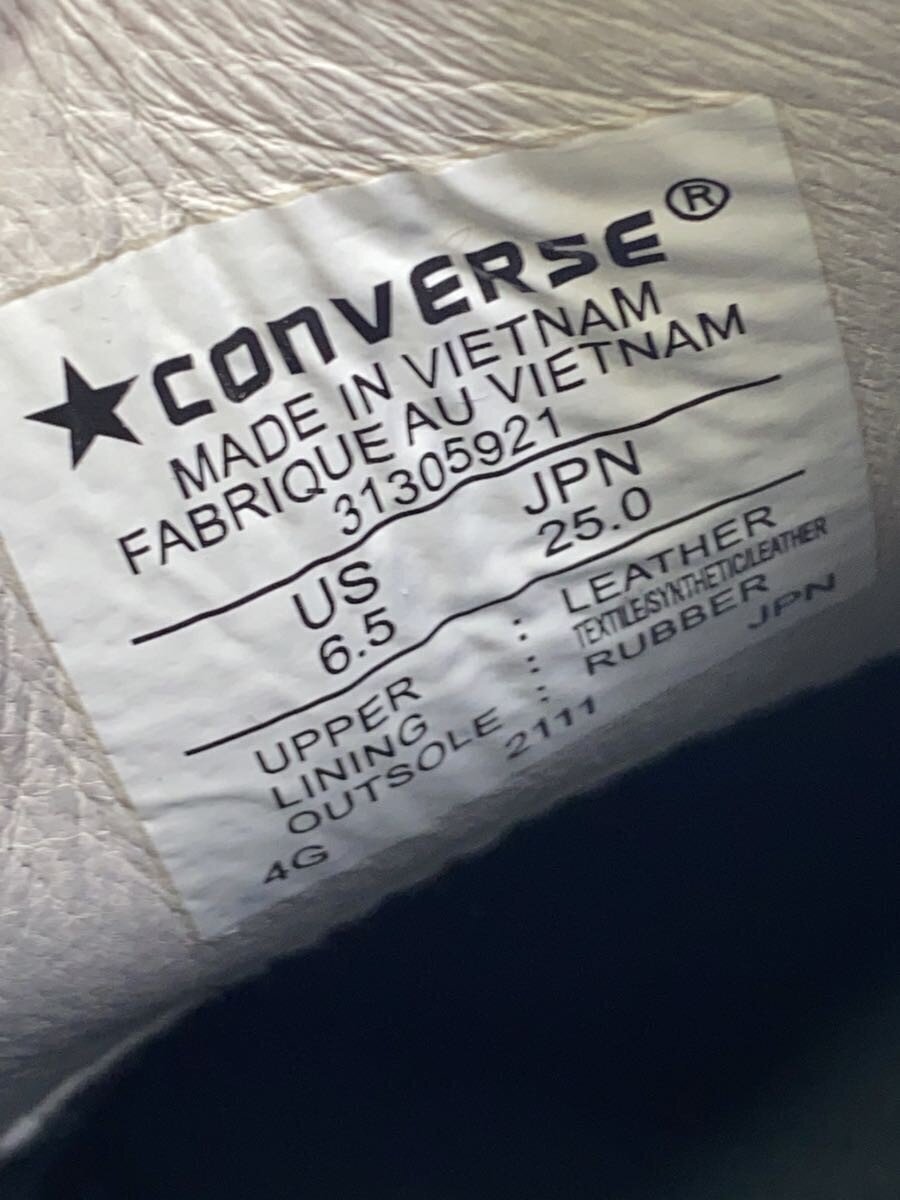 ★CONVERSE®
MADE IN VIETNAM
FABRIQUE AU VIETNAM
31305921
US JPN
6.5 25.0
UPPER : LEATHER
LINING : TEXTILE/SYNTHETIC/LEATHER
OUTSOLE : RUBBER
4G 2111 JPN